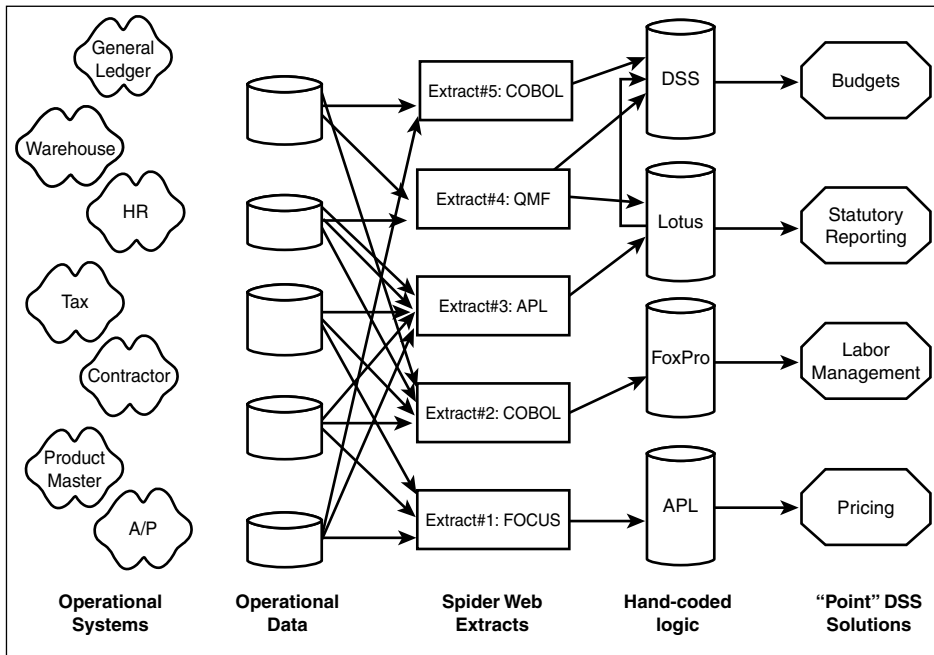 General
Ledger
Warehouse
HR
Tax
Contractor
Product
Master
A/P
Operational
Systems
Operational
Data
Extract#5: COBOL
Extract#4: QMF
Extract#3: APL
Extract#2: COBOL
Extract#1: FOCUS
Spider Web
Extracts
DSS
Lotus
FoxPro
APL
Hand-coded
logic
Budgets
Statutory
Reporting
Labor
Management
Pricing
“Point” DSS
Solutions